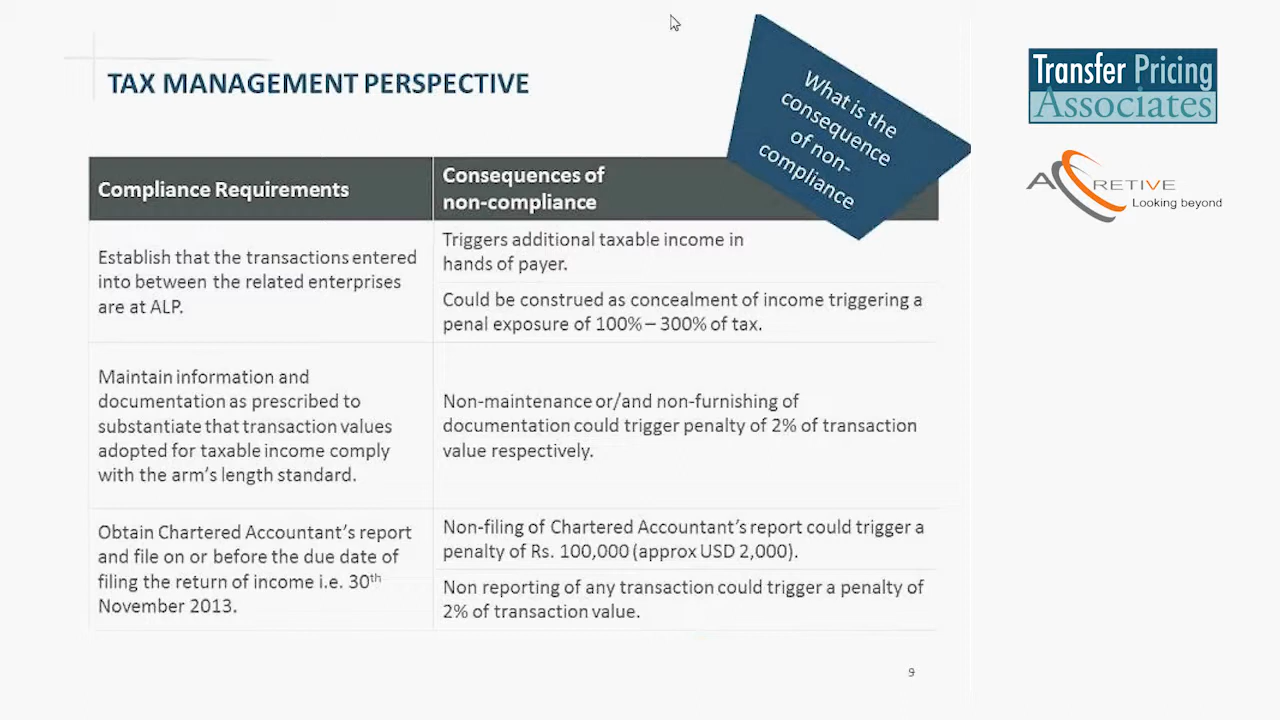 TAX MANAGEMENT PERSPECTIVE
What is the
consequence
of non-
compliance
Transfer Pricing
Associates
ACCRETIVE
Looking beyond
Compliance Requirements
Consequences of
non-compliance
Establish that the transactions entered
into between the related enterprises
are at ALP.
Triggers additional taxable income in
hands of payer.
Could be construed as concealment of income triggering a
penal exposure of 100% – 300% of tax.
Maintain information and
documentation as prescribed to
substantiate that transaction values
adopted for taxable income comply
with the arm's length standard.
Non-maintenance or/and non-furnishing of
documentation could trigger penalty of 2% of transaction
value respectively.
Obtain Chartered Accountant's report
and file on or before the due date of
filing the return of income i.e. 30th
November 2013.
Non-filing of Chartered Accountant's report could trigger a
penalty of Rs. 100,000 (approx USD 2,000).
Non reporting of any transaction could trigger a penalty of
2% of transaction value.
9